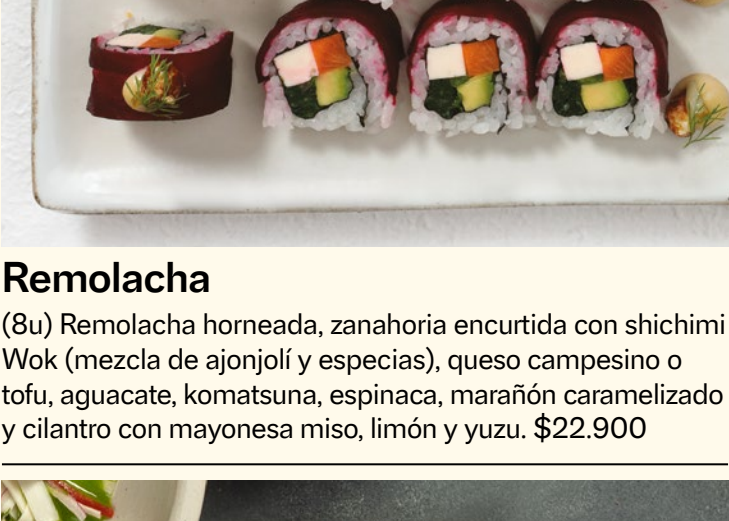 Remolacha
(8u) Remolacha horneada, zanahoria encurtida con shichimi
Wok (mezcla de ajonjolí y especias), queso campesino o
tofu, aguacate, komatsuna, espinaca, marañón caramelizado
y cilantro con mayonesa miso, limón y yuzu. $22.900